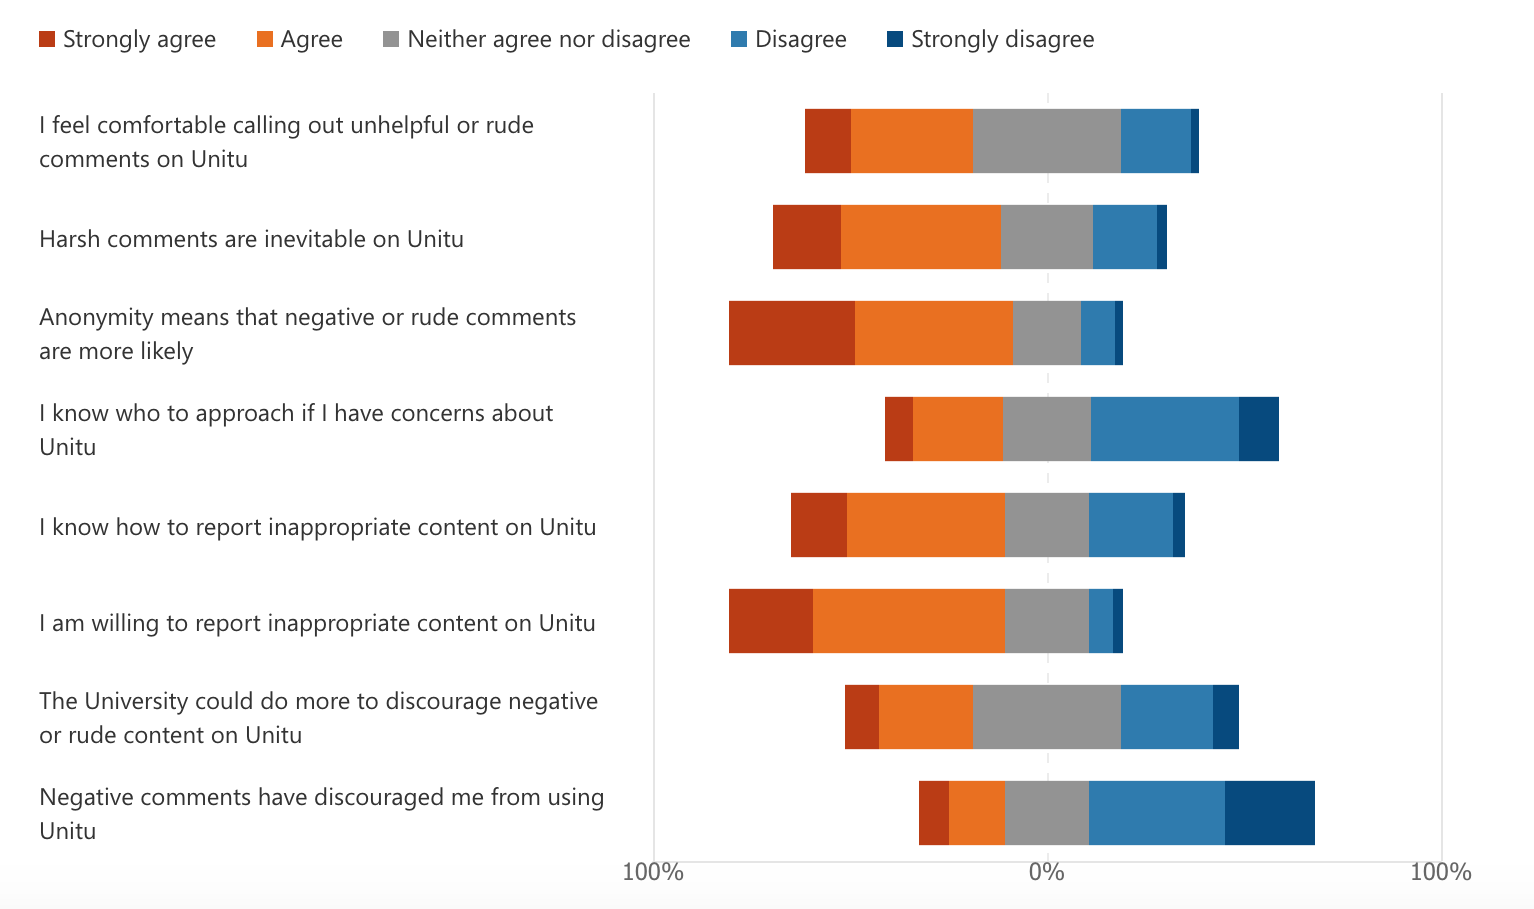 Strongly agree Agree Neither agree nor disagree Disagree Strongly disagree
I feel comfortable calling out unhelpful or rude
comments on Unitu
Harsh comments are inevitable on Unitu
Anonymity means that negative or rude comments
are more likely
I know who to approach if I have concerns about
Unitu
I know how to report inappropriate content on Unitu
I am willing to report inappropriate content on Unitu
The University could do more to discourage negative
or rude content on Unitu
Negative comments have discouraged me from using
Unitu
100% 0% 100%